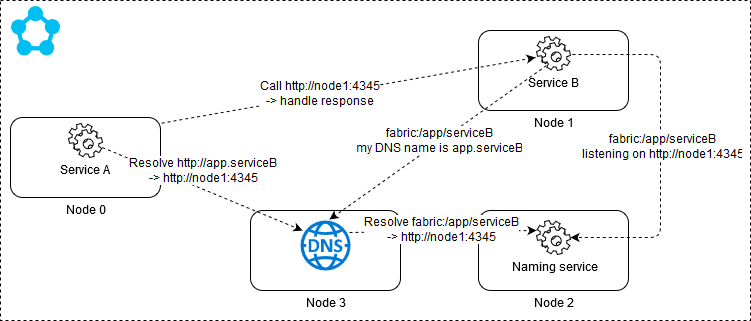 Service B
Node 1
Call http://node1:4345
-> handle response
fabric:/app/serviceB
my DNS name is app.serviceB
fabric:/app/serviceB
listening on http://node1:4345
Service A
Node 0
Resolve http://app.serviceB
-> http://node1:4345
DNS
Node 3
Resolve fabric:/app/serviceB
-> http://node1:4345
Naming service
Node 2